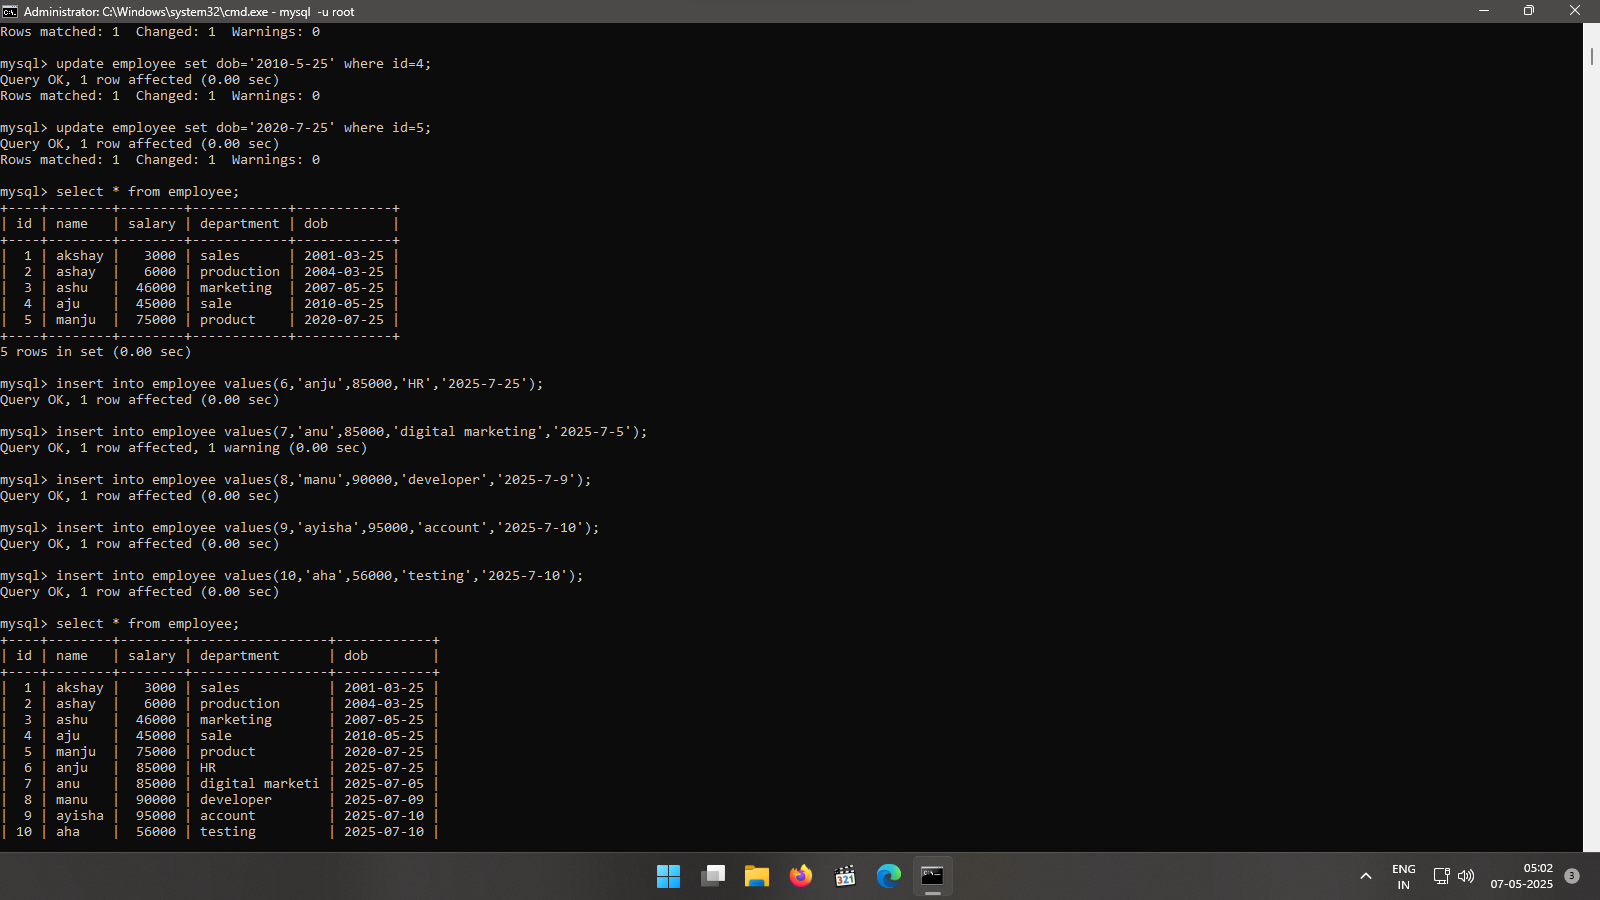 Administrator: C:\Windows\system32\cmd.exe - mysql  -u root
Rows matched: 1  Changed: 1  Warnings: 0
mysql> update employee set dob='2010-5-25' where id=4;
Query OK, 1 row affected (0.00 sec)
Rows matched: 1  Changed: 1  Warnings: 0
mysql> update employee set dob='2020-7-25' where id=5;
Query OK, 1 row affected (0.00 sec)
Rows matched: 1  Changed: 1  Warnings: 0
mysql> select * from employee;
+----+--------+--------+------------+------------+
| id | name   | salary | department | dob        |
+----+--------+--------+------------+------------+
|  1 | akshay |   3000 | sales      | 2001-03-25 |
|  2 | ashay  |   6000 | production | 2004-03-25 |
|  3 | ashu   |  46000 | marketing  | 2007-05-25 |
|  4 | aju    |  45000 | sale       | 2010-05-25 |
|  5 | manju  |  75000 | product    | 2020-07-25 |
+----+--------+--------+------------+------------+
5 rows in set (0.00 sec)
mysql> insert into employee values(6,'anju',85000,'HR','2025-7-25');
Query OK, 1 row affected (0.00 sec)
mysql> insert into employee values(7,'anu',85000,'digital marketing','2025-7-5');
Query OK, 1 row affected, 1 warning (0.00 sec)
mysql> insert into employee values(8,'manu',90000,'developer','2025-7-9');
Query OK, 1 row affected (0.00 sec)
mysql> insert into employee values(9,'ayisha',95000,'account','2025-7-10');
Query OK, 1 row affected (0.00 sec)
mysql> insert into employee values(10,'aha',56000,'testing','2025-7-10');
Query OK, 1 row affected (0.00 sec)
mysql> select * from employee;
+----+--------+--------+-----------------+------------+
| id | name   | salary | department      | dob        |
+----+--------+--------+-----------------+------------+
|  1 | akshay |   3000 | sales           | 2001-03-25 |
|  2 | ashay  |   6000 | production      | 2004-03-25 |
|  3 | ashu   |  46000 | marketing       | 2007-05-25 |
|  4 | aju    |  45000 | sale            | 2010-05-25 |
|  5 | manju  |  75000 | product         | 2020-07-25 |
|  6 | anju   |  85000 | HR              | 2025-07-25 |
|  7 | anu    |  85000 | digital marketi | 2025-07-05 |
|  8 | manu   |  90000 | developer       | 2025-07-09 |
|  9 | ayisha |  95000 | account         | 2025-07-10 |
| 10 | aha    |  56000 | testing         | 2025-07-10 |
321
ENG
IN
05:02
07-05-2025
3